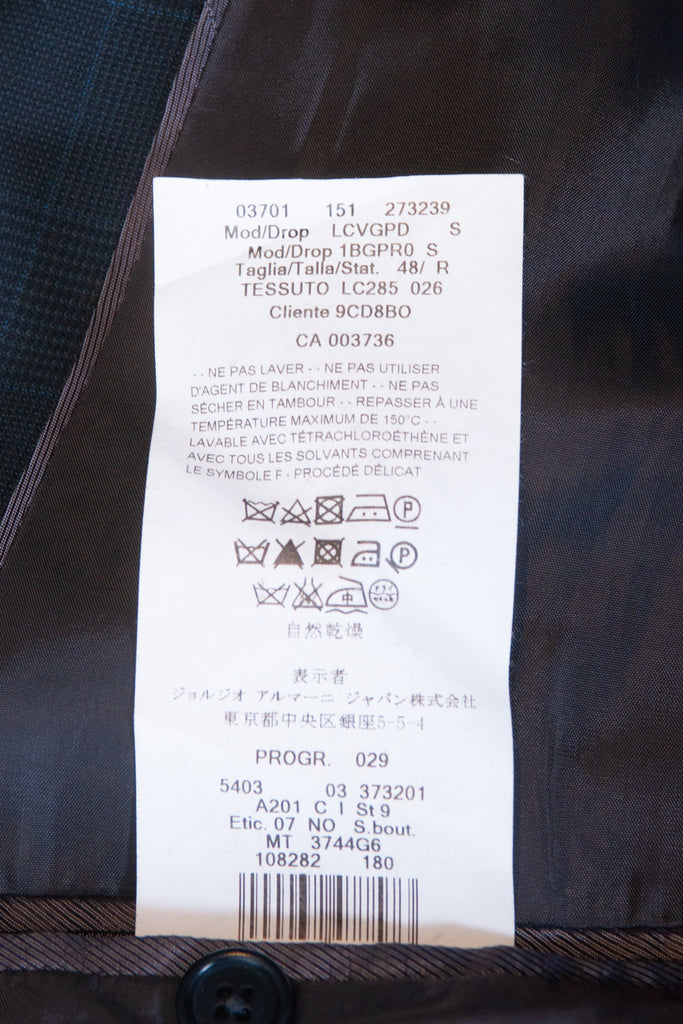 03701 151 273239
Mod/Drop LCVGPD S
Mod/Drop 1BGPR0 S
Taglia/Talla/Stat. 48/ R
TESSUTO LC285 026
Cliente 9CD8BO
CA 003736
- - NE PAS LAVER - - NE PAS UTILISER
D'AGENT DE BLANCHIMENT - - NE PAS
SÉCHER EN TAMBOUR - - REPASSER À UNE
TEMPÉRATURE MAXIMUM DE 150°C - -
LAVABLE AVEC TÉTRACHLOROÉTHÈNE ET
AVEC TOUS LES SOLVANTS COMPRENANT
LE SYMBOLE F - PROCÉDÉ DÉLICAT
P
P
中 ドライ
自然乾燥
表示者
ジョルジオ アルマーニ ジャパン株式会社
東京都中央区銀座5-5-4
PROGR. 029
5403 03 373201
A201 C I St 9
Etic. 07 NO S.bout.
MT 3744G6
108282 180